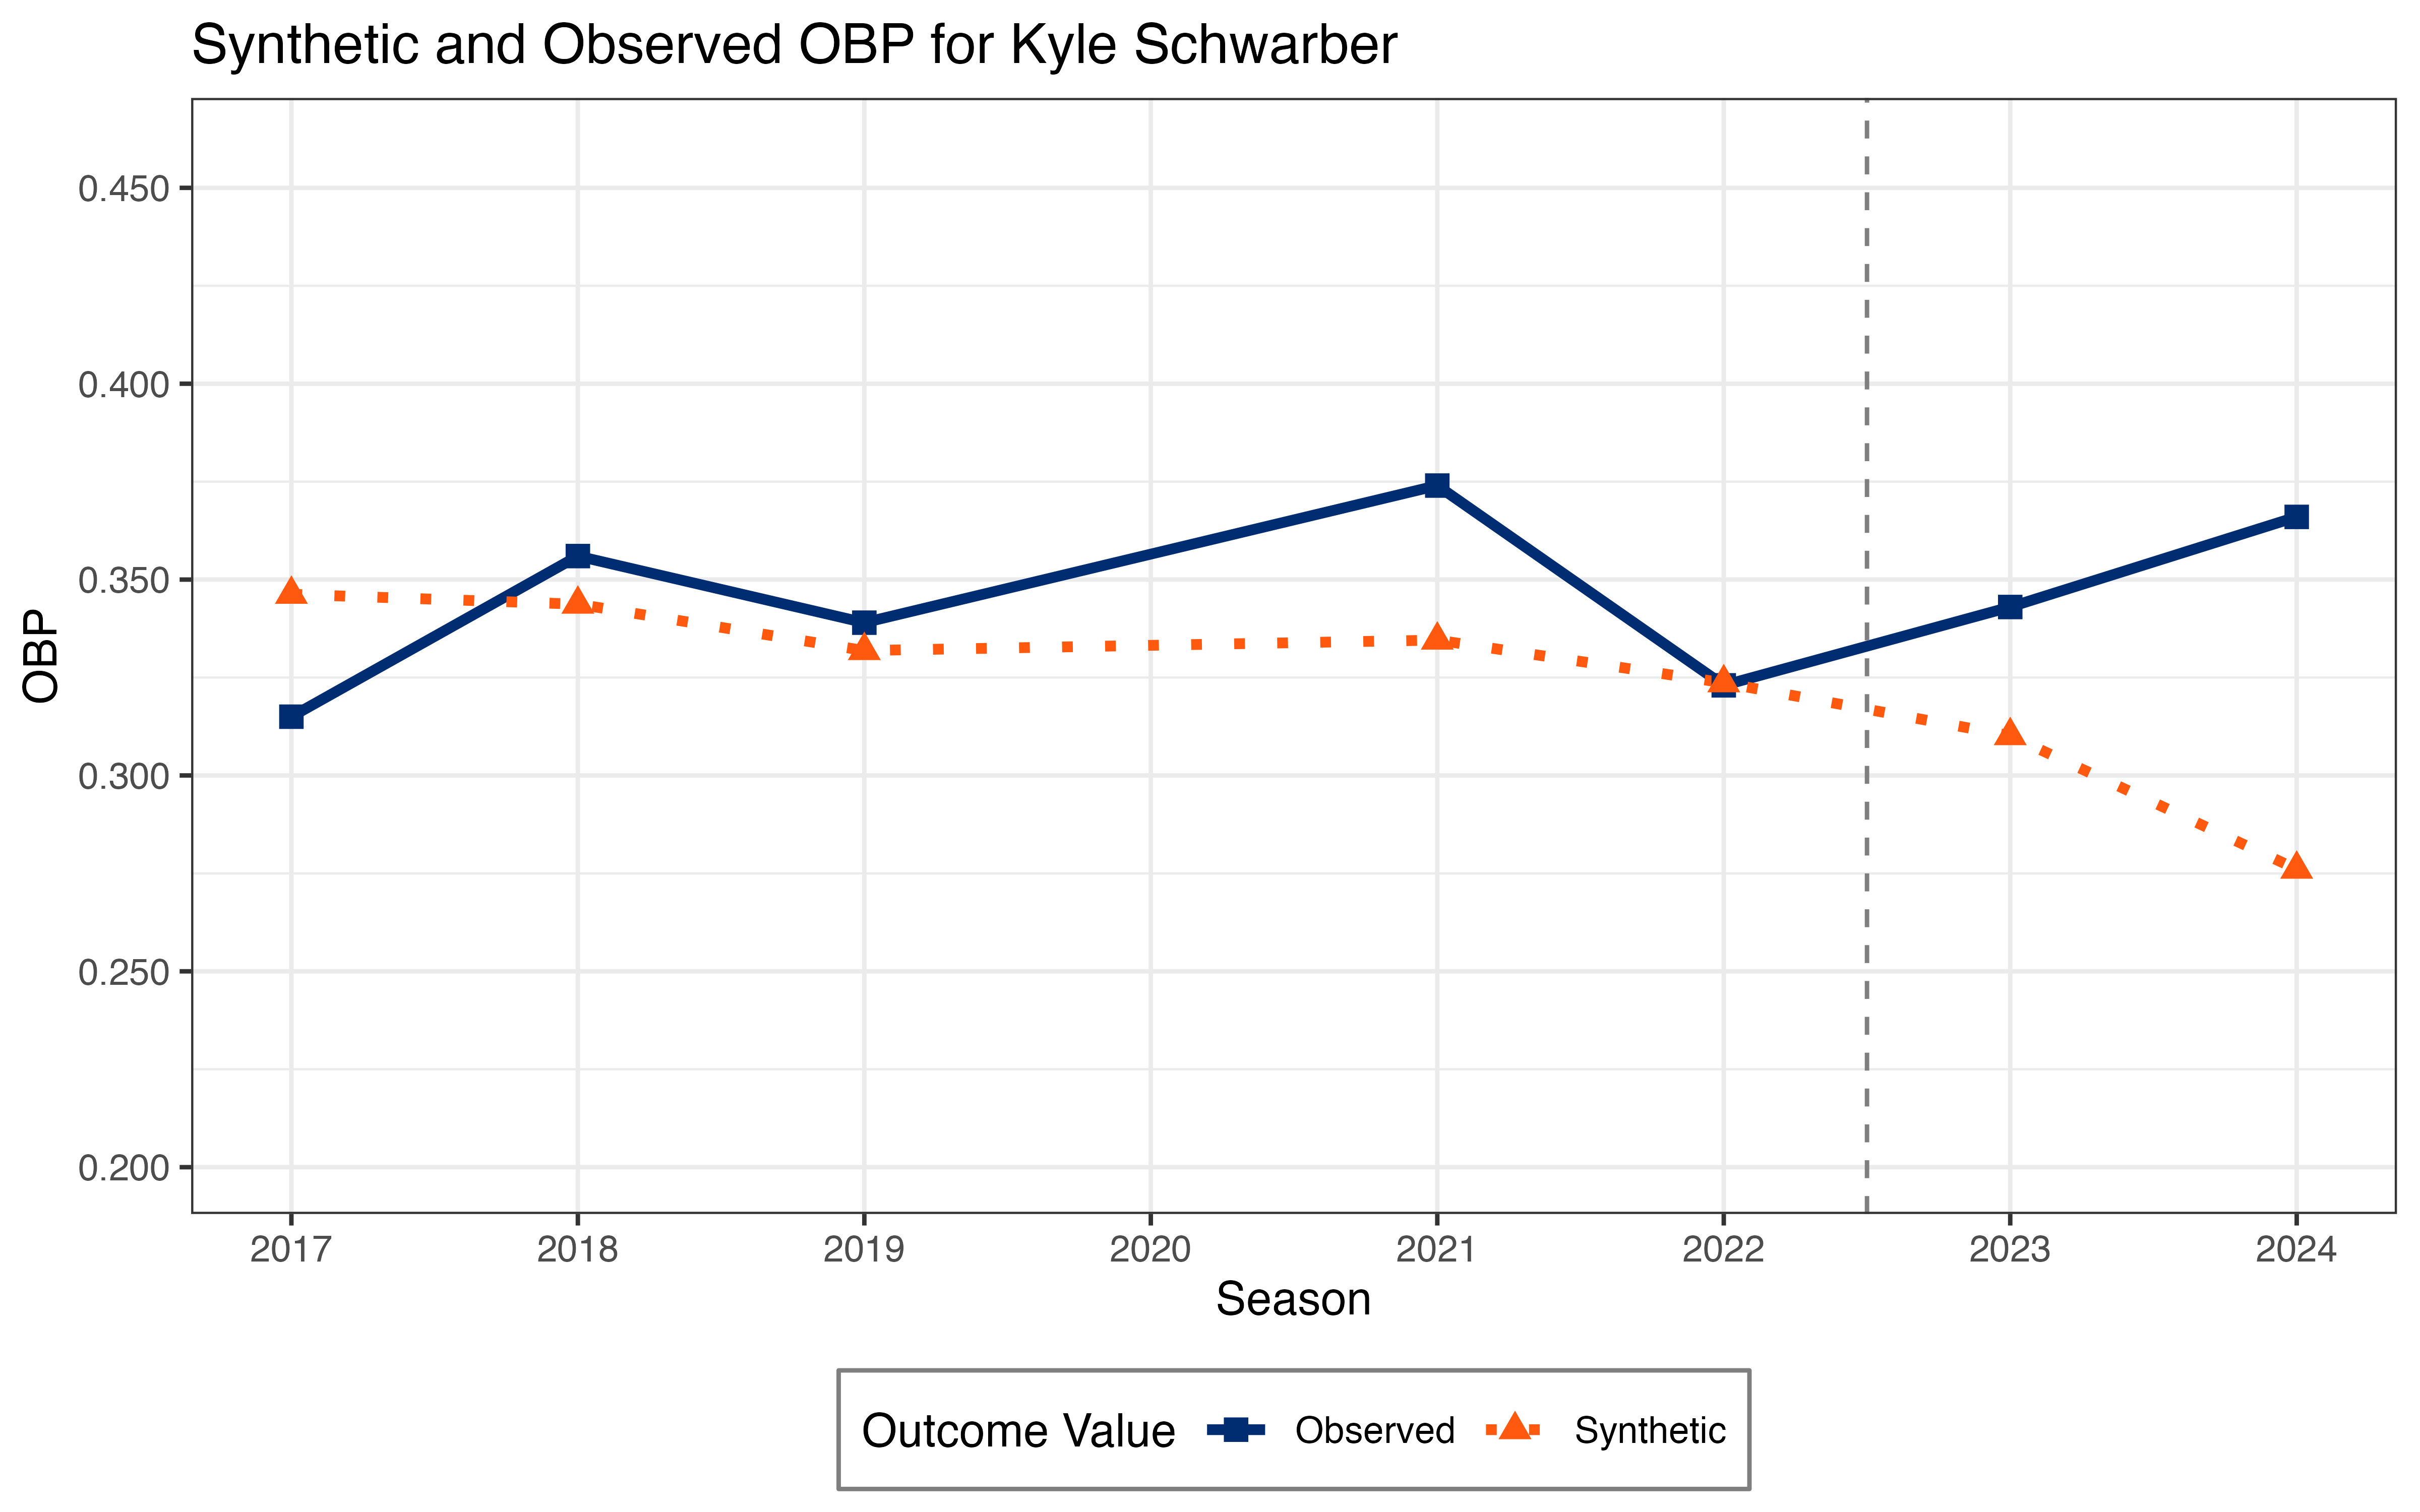 Synthetic and Observed OBP for Kyle Schwarber
0.450
0.400
0.350
0.300
0.250
0.200
OBP
2017 2018 2019 2020 2021 2022 2023 2024
Season
Outcome Value Observed Synthetic